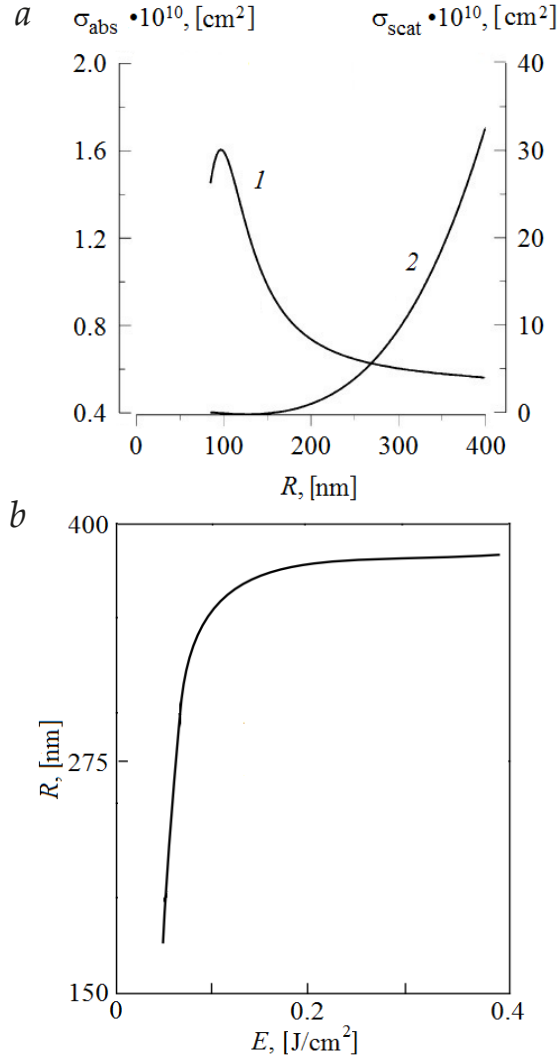 a
σabs •10¹⁰, [cm²]
σscat •10¹⁰, [cm²]
2.0
1.6
1.2
0.8
0.4
40
30
20
10
0
1
2
0 100 200 300 400
R, [nm]
b
400
275
150
R, [nm]
0 0.2 0.4
E, [J/cm²]